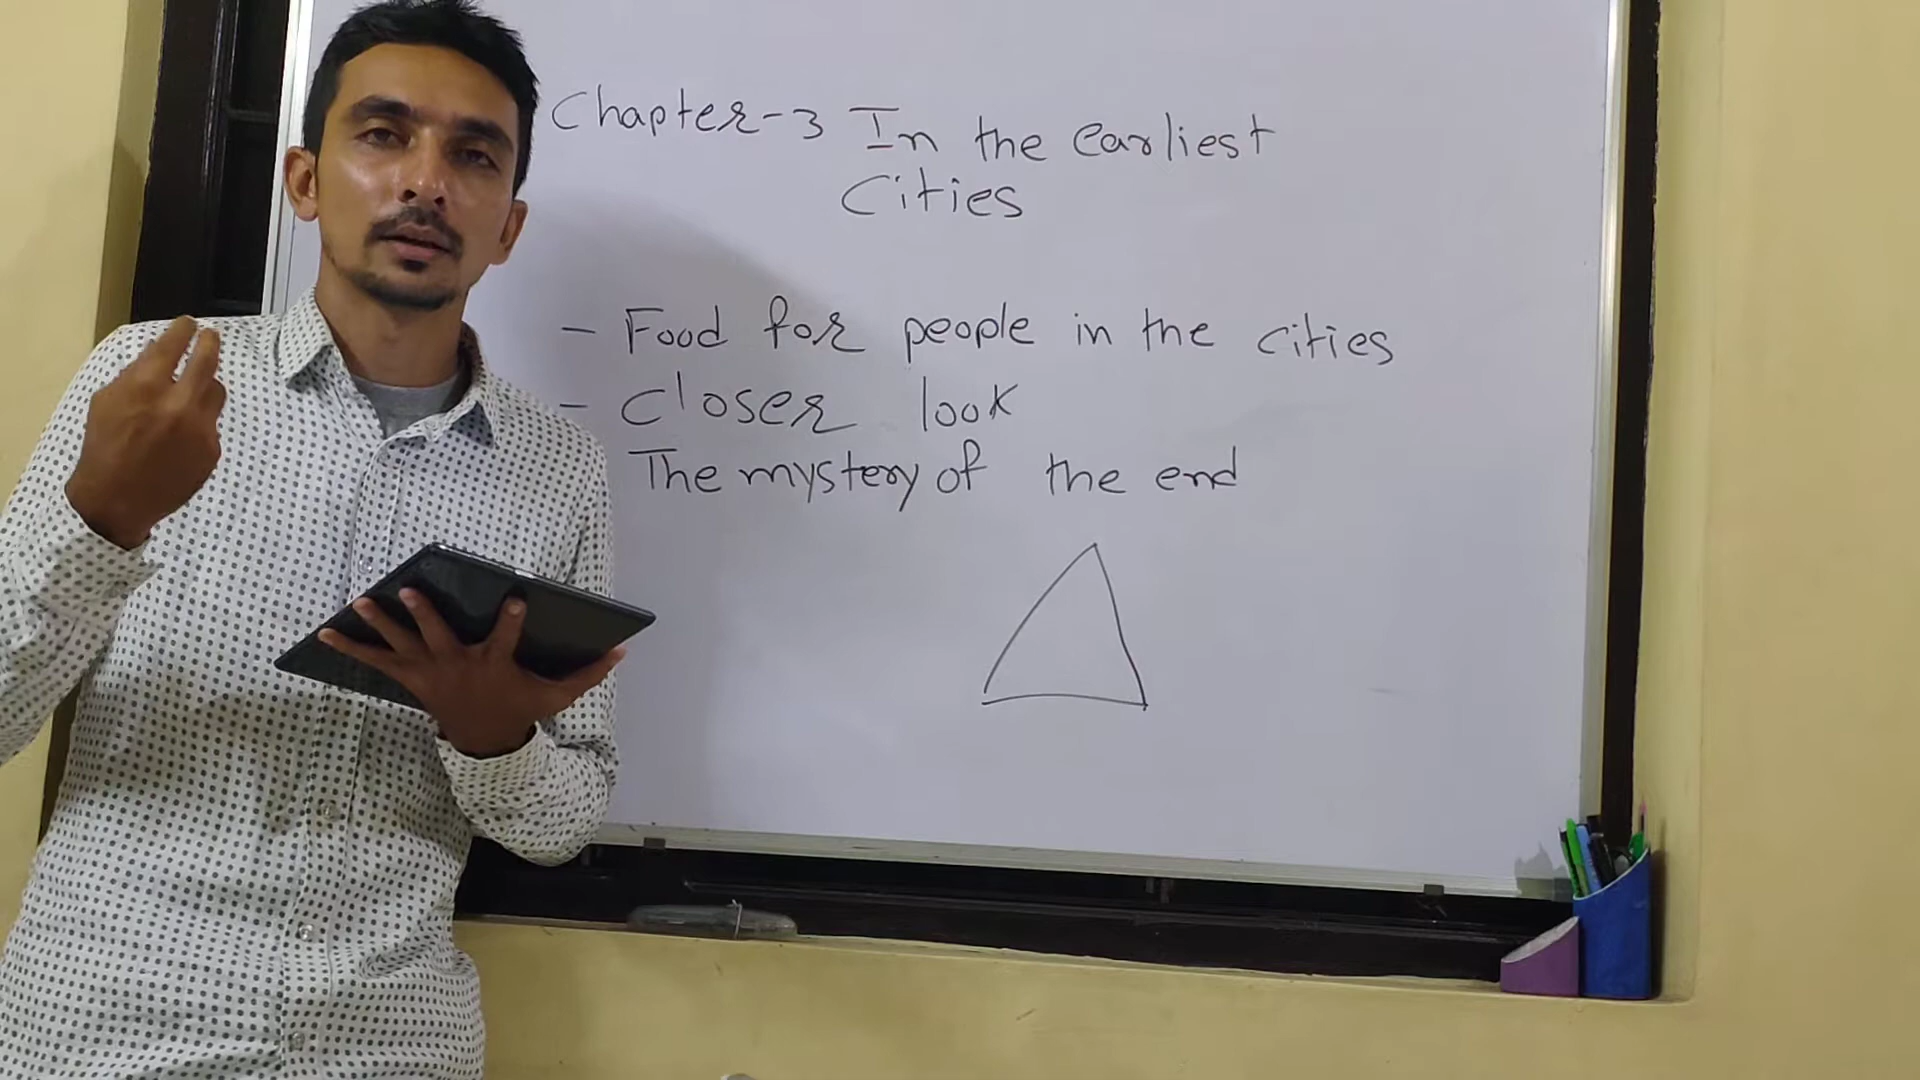 Chapter-3 In the earliest
Cities
- Food for people in the cities
- Closer look
The mystery of the end